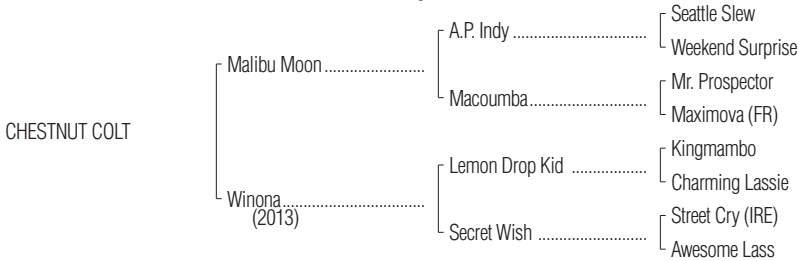 Seattle Slew
A.P. Indy ................................
Weekend Surprise
Malibu Moon ........................
Mr. Prospector
Macoumba............................
Maximova (FR)
CHESTNUT COLT
Kingmambo
Lemon Drop Kid ..................
Charming Lassie
Winona..................................
(2013)
Street Cry (IRE)
Secret Wish ..........................
Awesome Lass